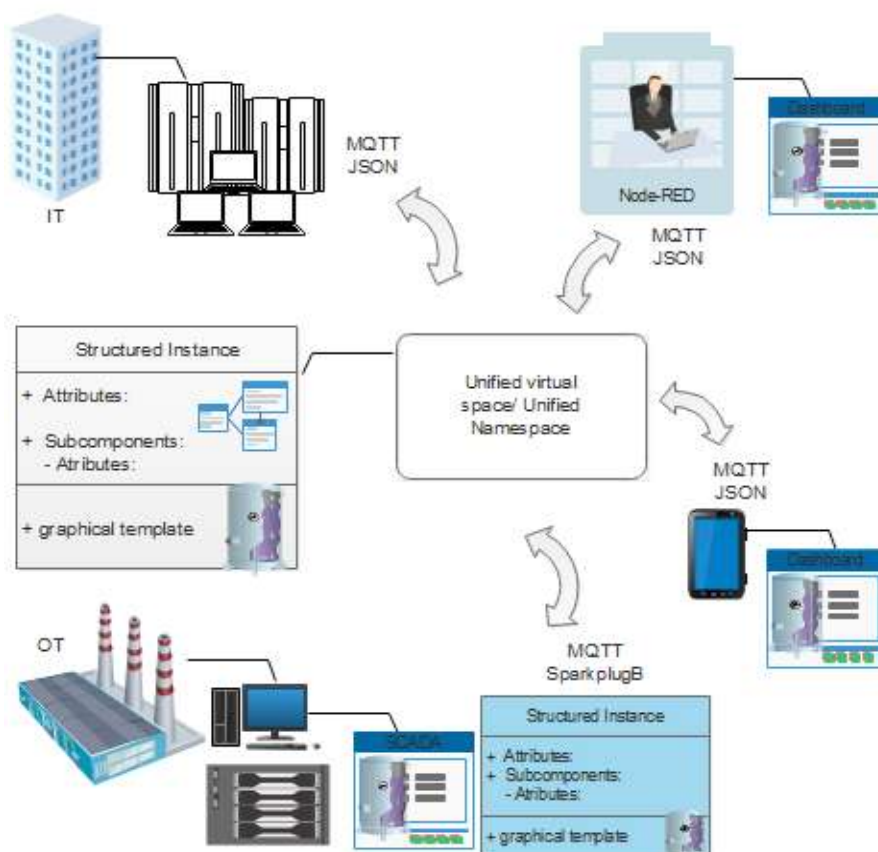 IT
MQTT
JSON
Node-RED
Dashboard
MQTT
JSON
Structured Instance
+ Attributes:
+ Subcomponents:
- Atributes:
+ graphical template
Unified virtual
space/ Unified
Namespace
MQTT
JSON
Dashboard
OT
SCADA
MQTT
SparkplugB
Structured Instance
+ Attributes:
+ Subcomponents:
- Atributes:
+ graphical template